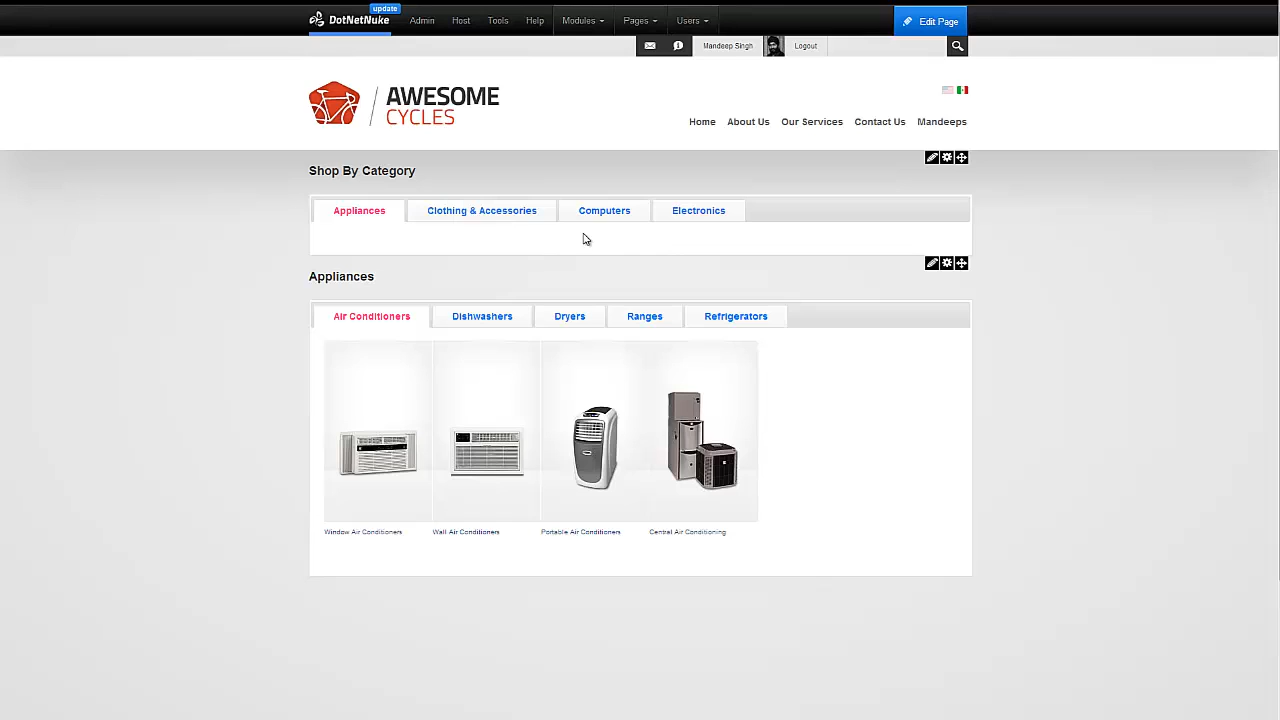 update
DotNetNuke Admin Host Tools Help Modules Pages Users Edit Page
Mandeep Singh Logout
AWESOME
CYCLES
Home About Us Our Services Contact Us Mandeeps
Shop By Category
Appliances Clothing & Accessories Computers Electronics
Appliances
Air Conditioners Dishwashers Dryers Ranges Refrigerators
Window Air Conditioners Wall Air Conditioners Portable Air Conditioners Central Air Conditioning